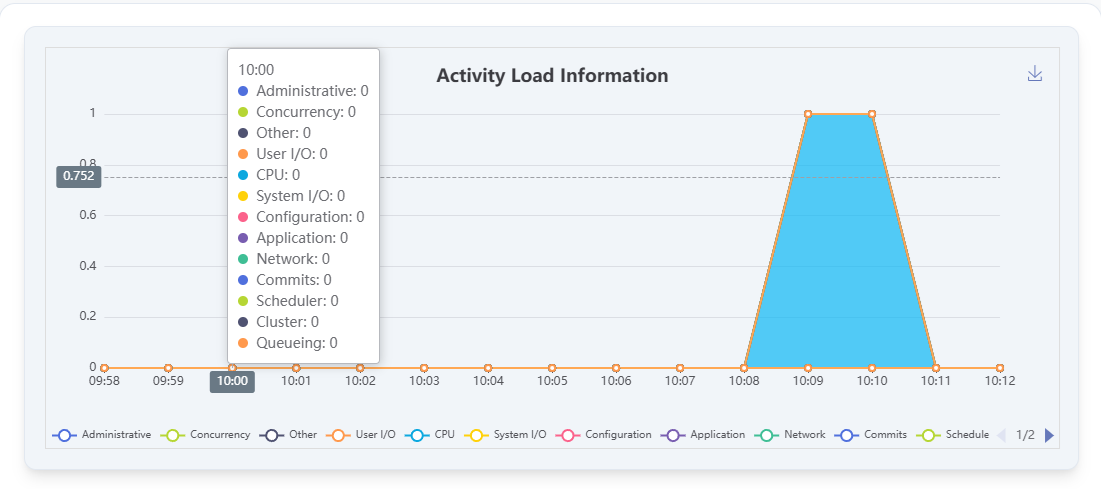 Activity Load Information
10:00
Administrative: 0
Concurrency: 0
Other: 0
User I/O: 0
CPU: 0
System I/O: 0
Configuration: 0
Application: 0
Network: 0
Commits: 0
Scheduler: 0
Cluster: 0
Queueing: 0
1
0.8
0.752
0.6
0.4
0.2
0
09:58 09:59 10:00 10:01 10:02 10:03 10:04 10:05 10:06 10:07 10:08 10:09 10:10 10:11 10:12
Administrative Concurrency Other User I/O CPU System I/O Configuration Application Network Commits Schedule 1/2